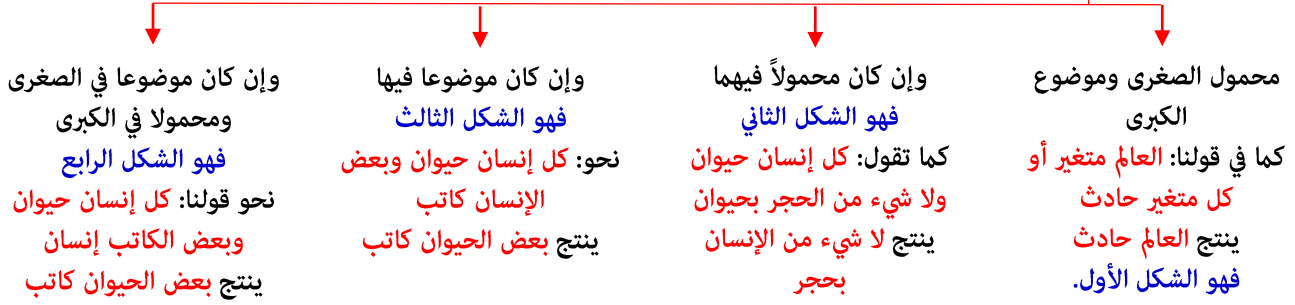 محمول الصغرى وموضوع
الكبرى
كما في قولنا: العالم متغير أو
كل متغير حادث
ينتج العالم حادث
فهو الشكل الأول.
وإن كان محمولاً فيهما
فهو الشكل الثاني
كما تقول: كل إنسان حيوان
ولا شيء من الحجر بحيوان
ينتج لا شيء من الإنسان
بحجر
وإن كان موضوعا فيها
فهو الشكل الثالث
نحو: كل إنسان حيوان وبعض
الإنسان كاتب
ينتج بعض الحيوان كاتب
وإن كان موضوعا في الصغرى
ومحمولا في الكبرى
فهو الشكل الرابع
نحو قولنا: كل إنسان حيوان
وبعض الكاتب إنسان
ينتج بعض الحيوان كاتب